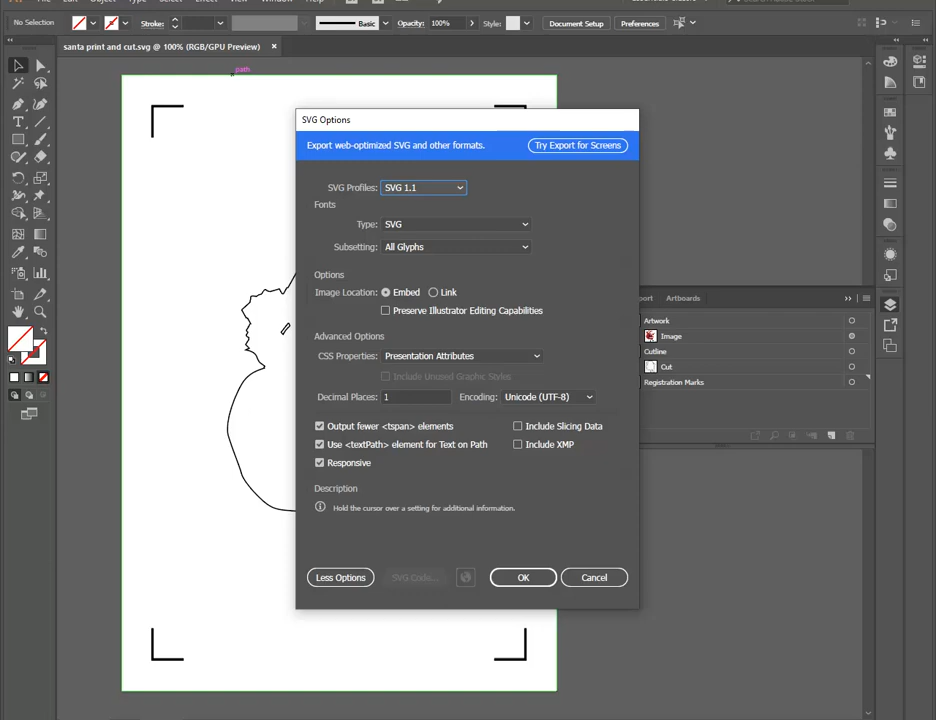 No Selection
Stroke:
Basic
Opacity: 100%
Style:
Document Setup
Preferences
santa print and cut.svg @ 100% (RGB/GPU Preview) ×
path
SVG Options
Export web-optimized SVG and other formats.
Try Export for Screens
SVG Profiles: SVG 1.1
Fonts
Type: SVG
Subsetting: All Glyphs
Options
Image Location: Embed Link
Preserve Illustrator Editing Capabilities
Advanced Options
CSS Properties: Presentation Attributes
Include Unused Graphic Styles
Decimal Places: 1 Encoding: Unicode (UTF-8)
Output fewer <tspan> elements Include Slicing Data
Use <textPath> element for Text on Path Include XMP
Responsive
Description
Hold the cursor over a setting for additional information.
Less Options SVG Code... OK Cancel
Artboards
Artwork
Image
Cutline
Cut
Registration Marks